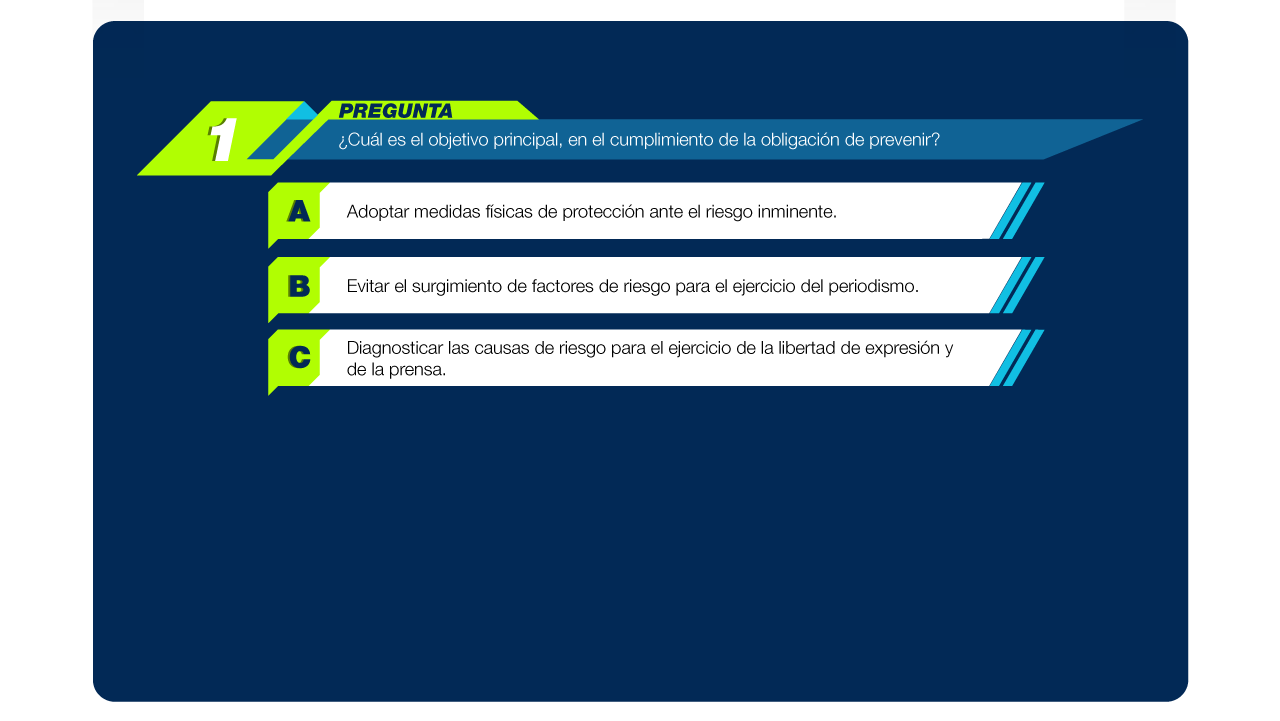 PREGUNTA
1
¿Cuál es el objetivo principal, en el cumplimiento de la obligación de prevenir?
A
Adoptar medidas físicas de protección ante el riesgo inminente.
B
Evitar el surgimiento de factores de riesgo para el ejercicio del periodismo.
C
Diagnosticar las causas de riesgo para el ejercicio de la libertad de expresión y
de la prensa.